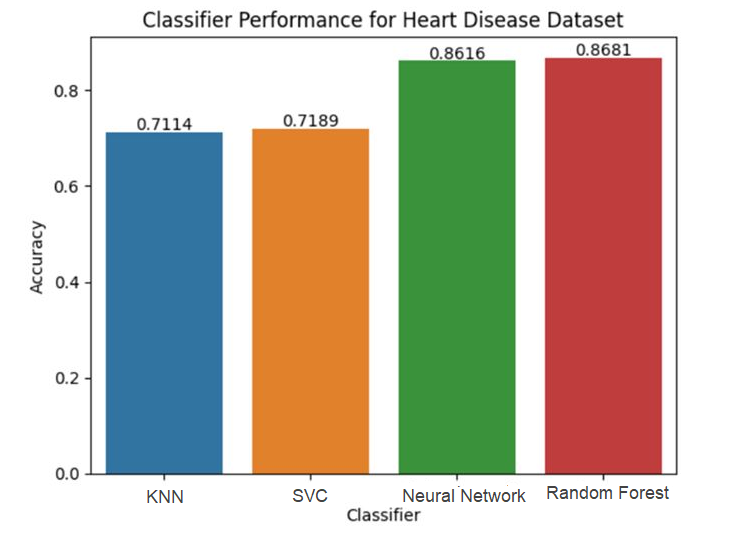 Classifier Performance for Heart Disease Dataset
0.8616 0.8681
0.8
0.7114 0.7189
0.6
Accuracy
0.4
0.2
0.0
KNN SVC Neural Network Random Forest
Classifier